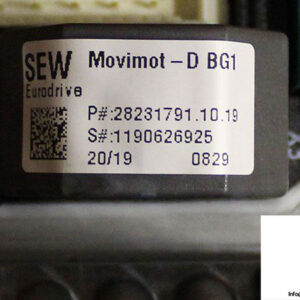 SEW
Eurodrive
Movimot-D BG1
P#:28231791.10.19
S#:1190626925
20/19 0829